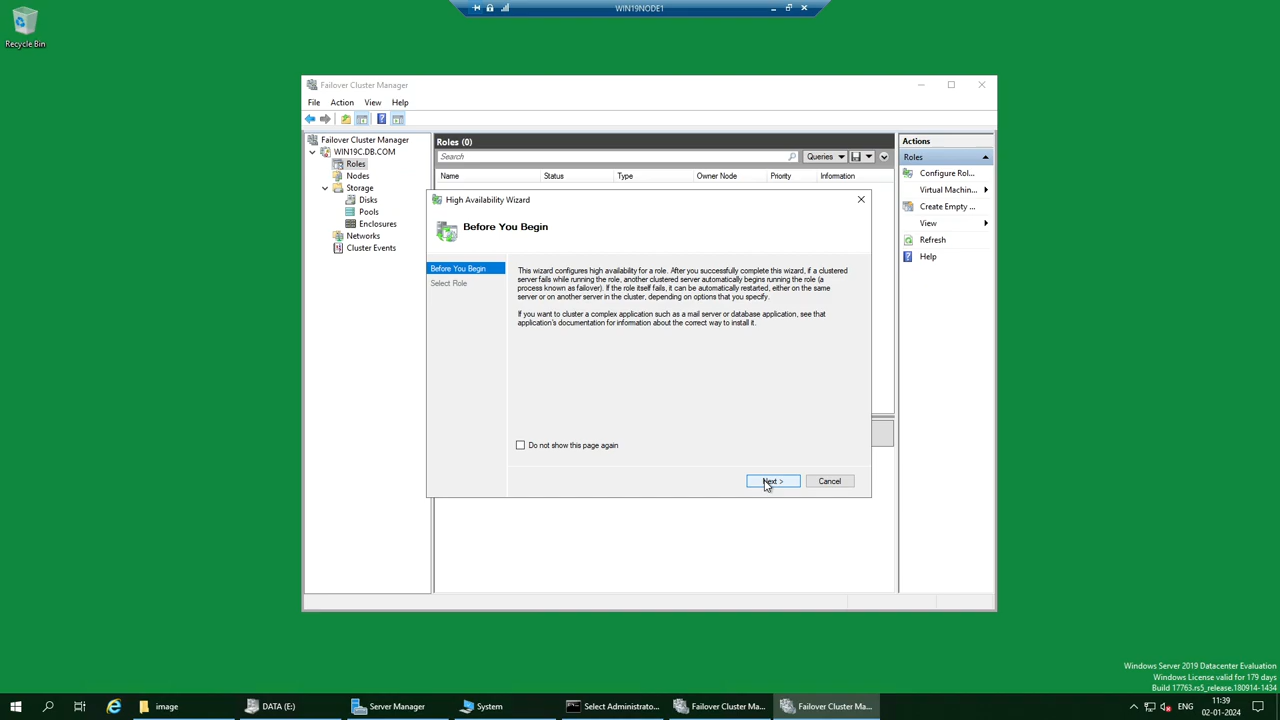 WIN19NODE1
Recycle Bin
Failover Cluster Manager
File Action View Help
Failover Cluster Manager
WIN19C.DB.COM
Roles
Nodes
Storage
Disks
Pools
Enclosures
Networks
Cluster Events
Roles (0)
Search
Queries
Name Status Type Owner Node Priority Information
Actions
Roles
Configure Rol...
Virtual Machin...
Create Empty ...
View
Refresh
Help
High Availability Wizard
Before You Begin
Before You Begin
Select Role
This wizard configures high availability for a role. After you successfully complete this wizard, if a clustered
server fails while running the role, another clustered server automatically begins running the role (a
process known as failover). If the role itself fails, it can be automatically restarted, either on the same
server or on another server in the cluster, depending on options that you specify.
If you want to cluster a complex application such as a mail server or database application, see that
application's documentation for information about the correct way to install it.
Do not show this page again
Next >
Cancel
Windows Server 2019 Datacenter Evaluation
Windows License valid for 179 days
Build 17763.rs5_release.180914-1434
image
DATA (E:)
Server Manager
System
Select Administrato...
Failover Cluster Ma...
Failover Cluster Ma...
ENG
11:39
02-01-2024